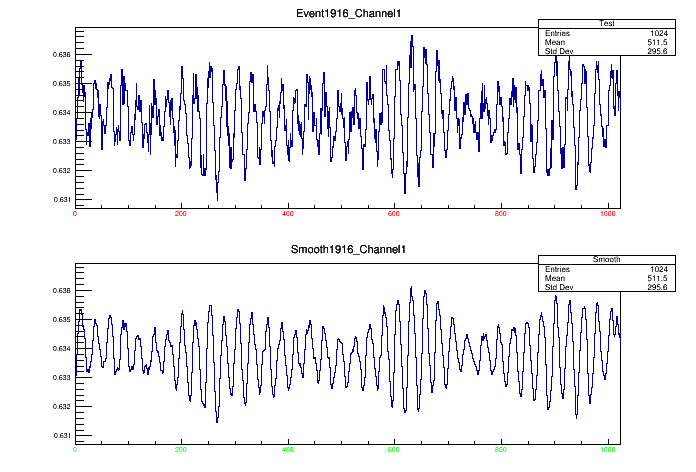 Event1916_Channel1
Test
Entries 1024
Mean 511.5
Std Dev 295.6
0.636
0.635
0.634
0.633
0.632
0.631
0 200 400 600 800 1000
Smooth1916_Channel1
Smooth
Entries 1024
Mean 511.5
Std Dev 295.6
0.636
0.635
0.634
0.633
0.632
0.631
0 200 400 600 800 1000